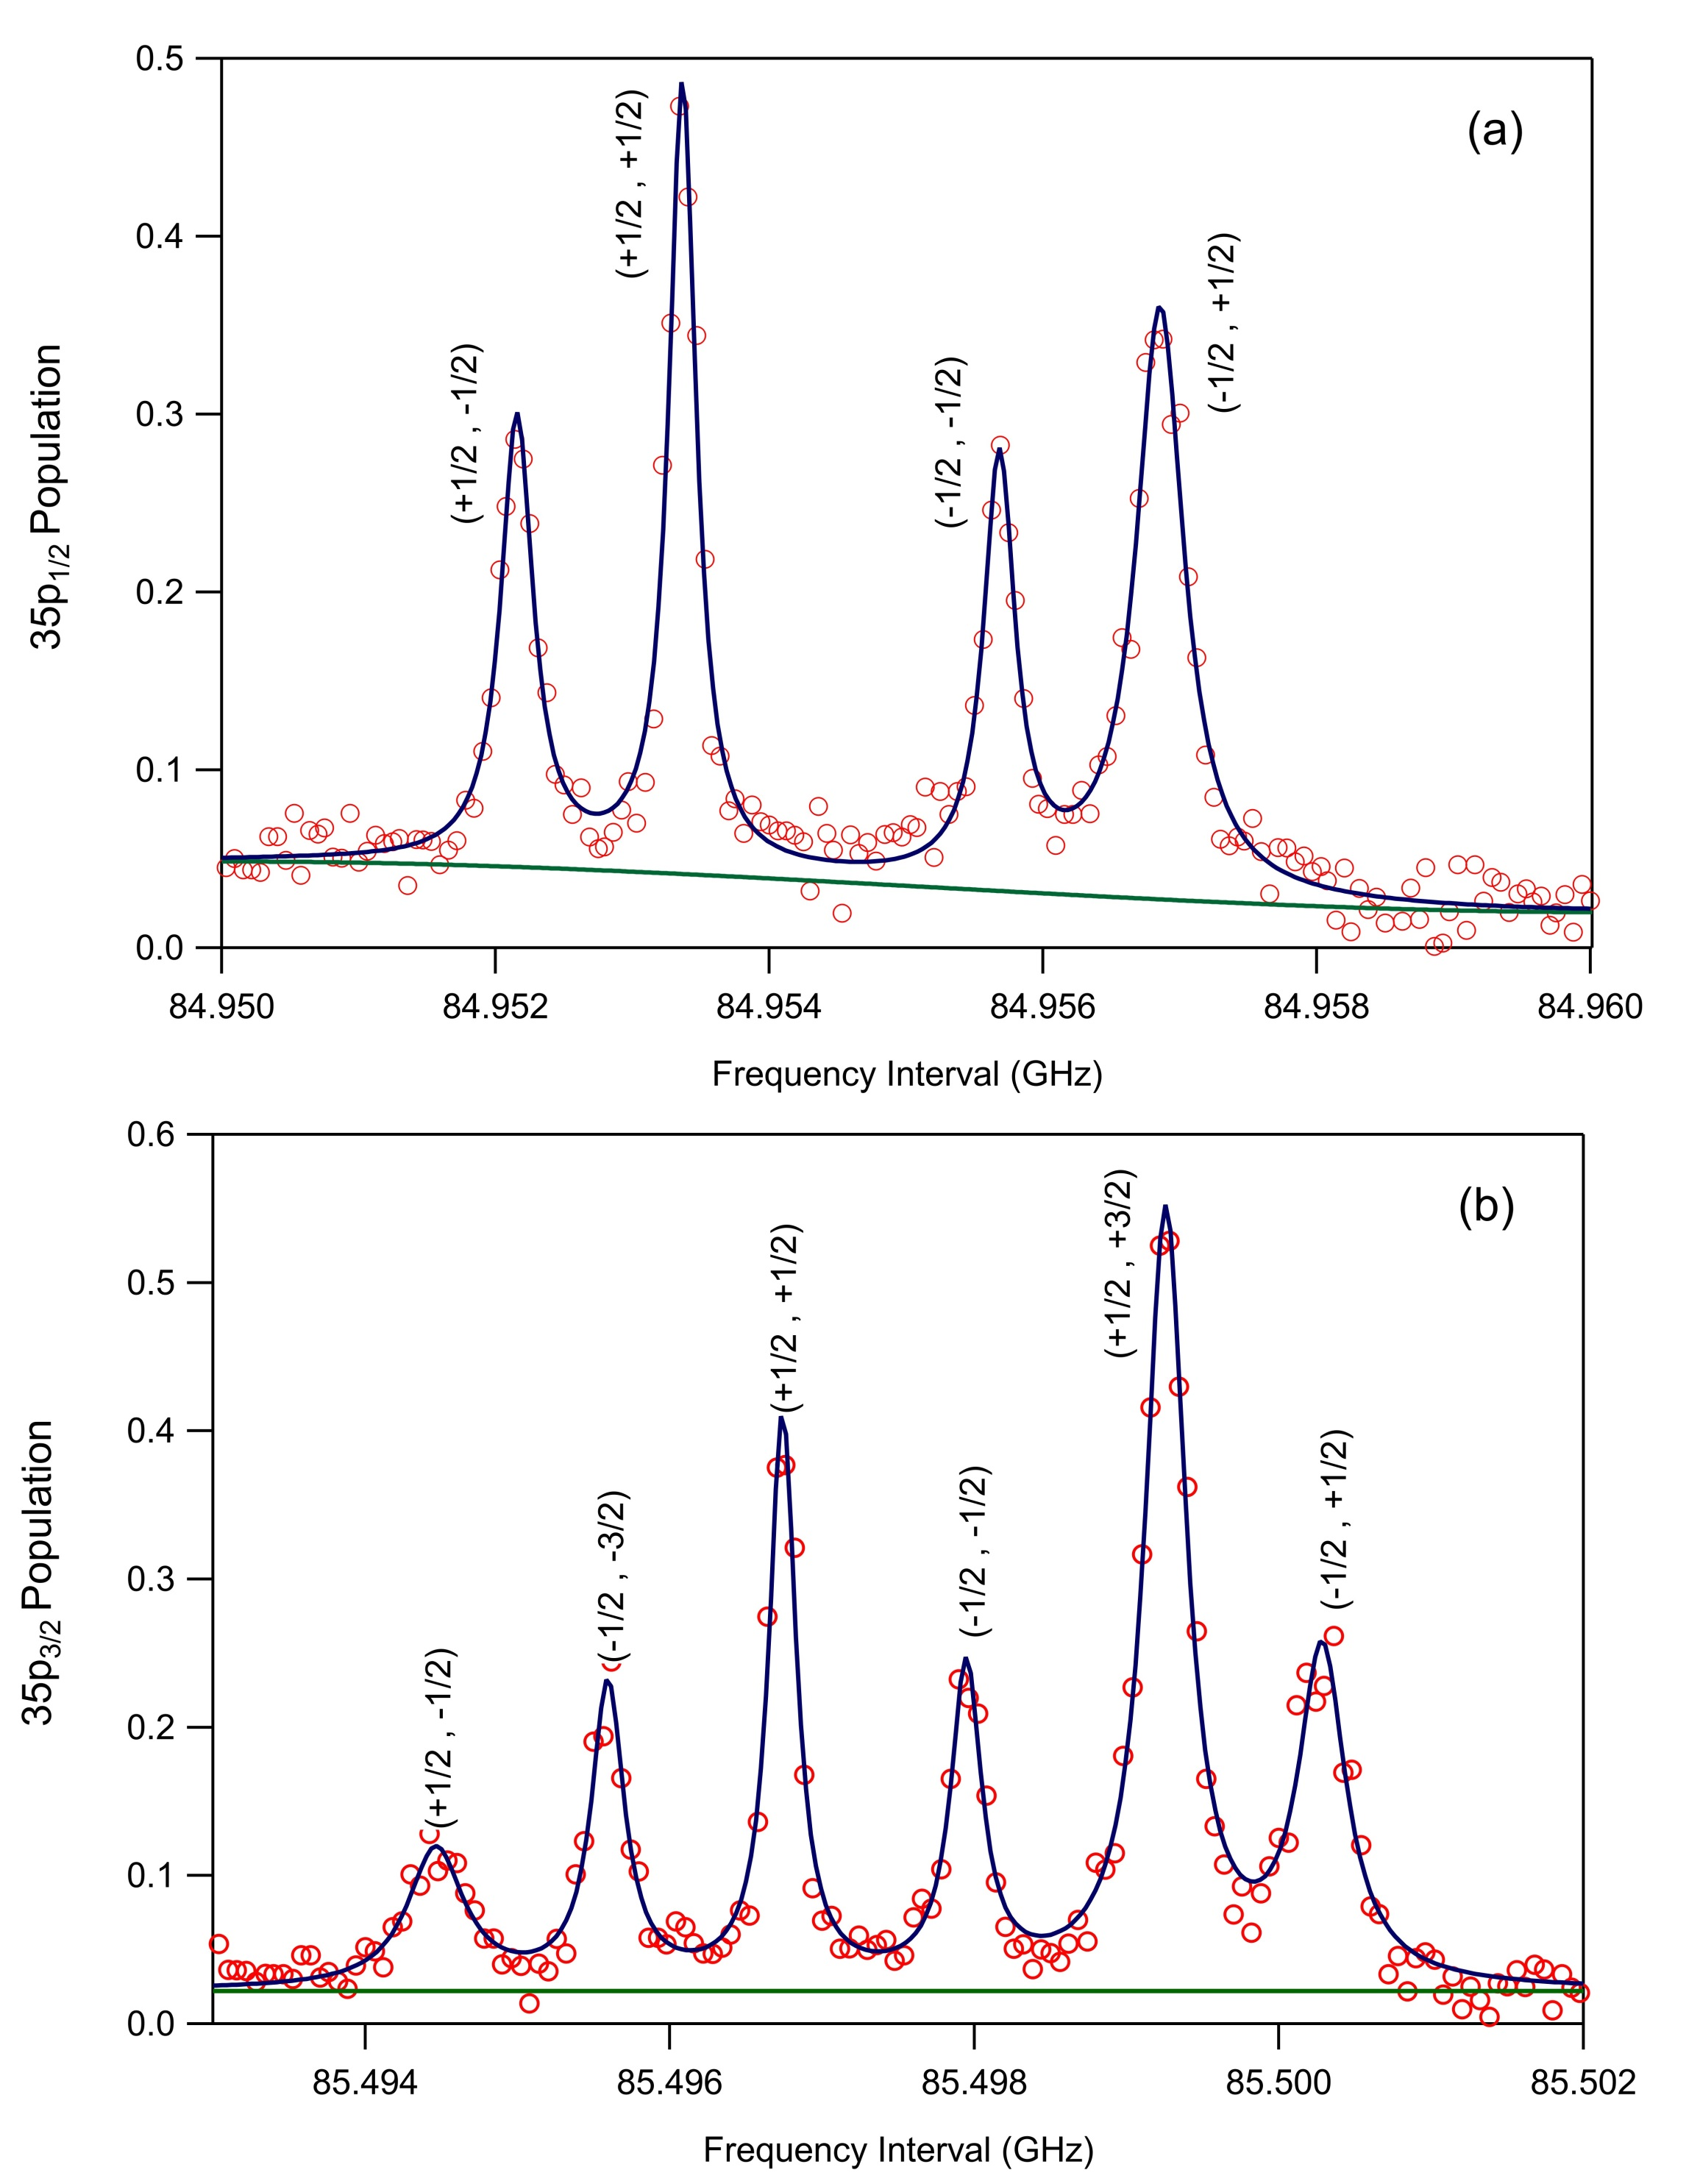 (a)
35p1/2 Population
0.5
0.4
0.3
0.2
0.1
0.0
(+1/2 , -1/2)
(+1/2 , +1/2)
(-1/2 , -1/2)
(-1/2 , +1/2)
84.950 84.952 84.954 84.956 84.958 84.960
Frequency Interval (GHz)
(b)
35p3/2 Population
0.6
0.5
0.4
0.3
0.2
0.1
0.0
(+1/2 , -1/2)
(-1/2 , -3/2)
(+1/2 , +1/2)
(-1/2 , -1/2)
(+1/2 , +3/2)
(-1/2 , +1/2)
85.494 85.496 85.498 85.500 85.502
Frequency Interval (GHz)